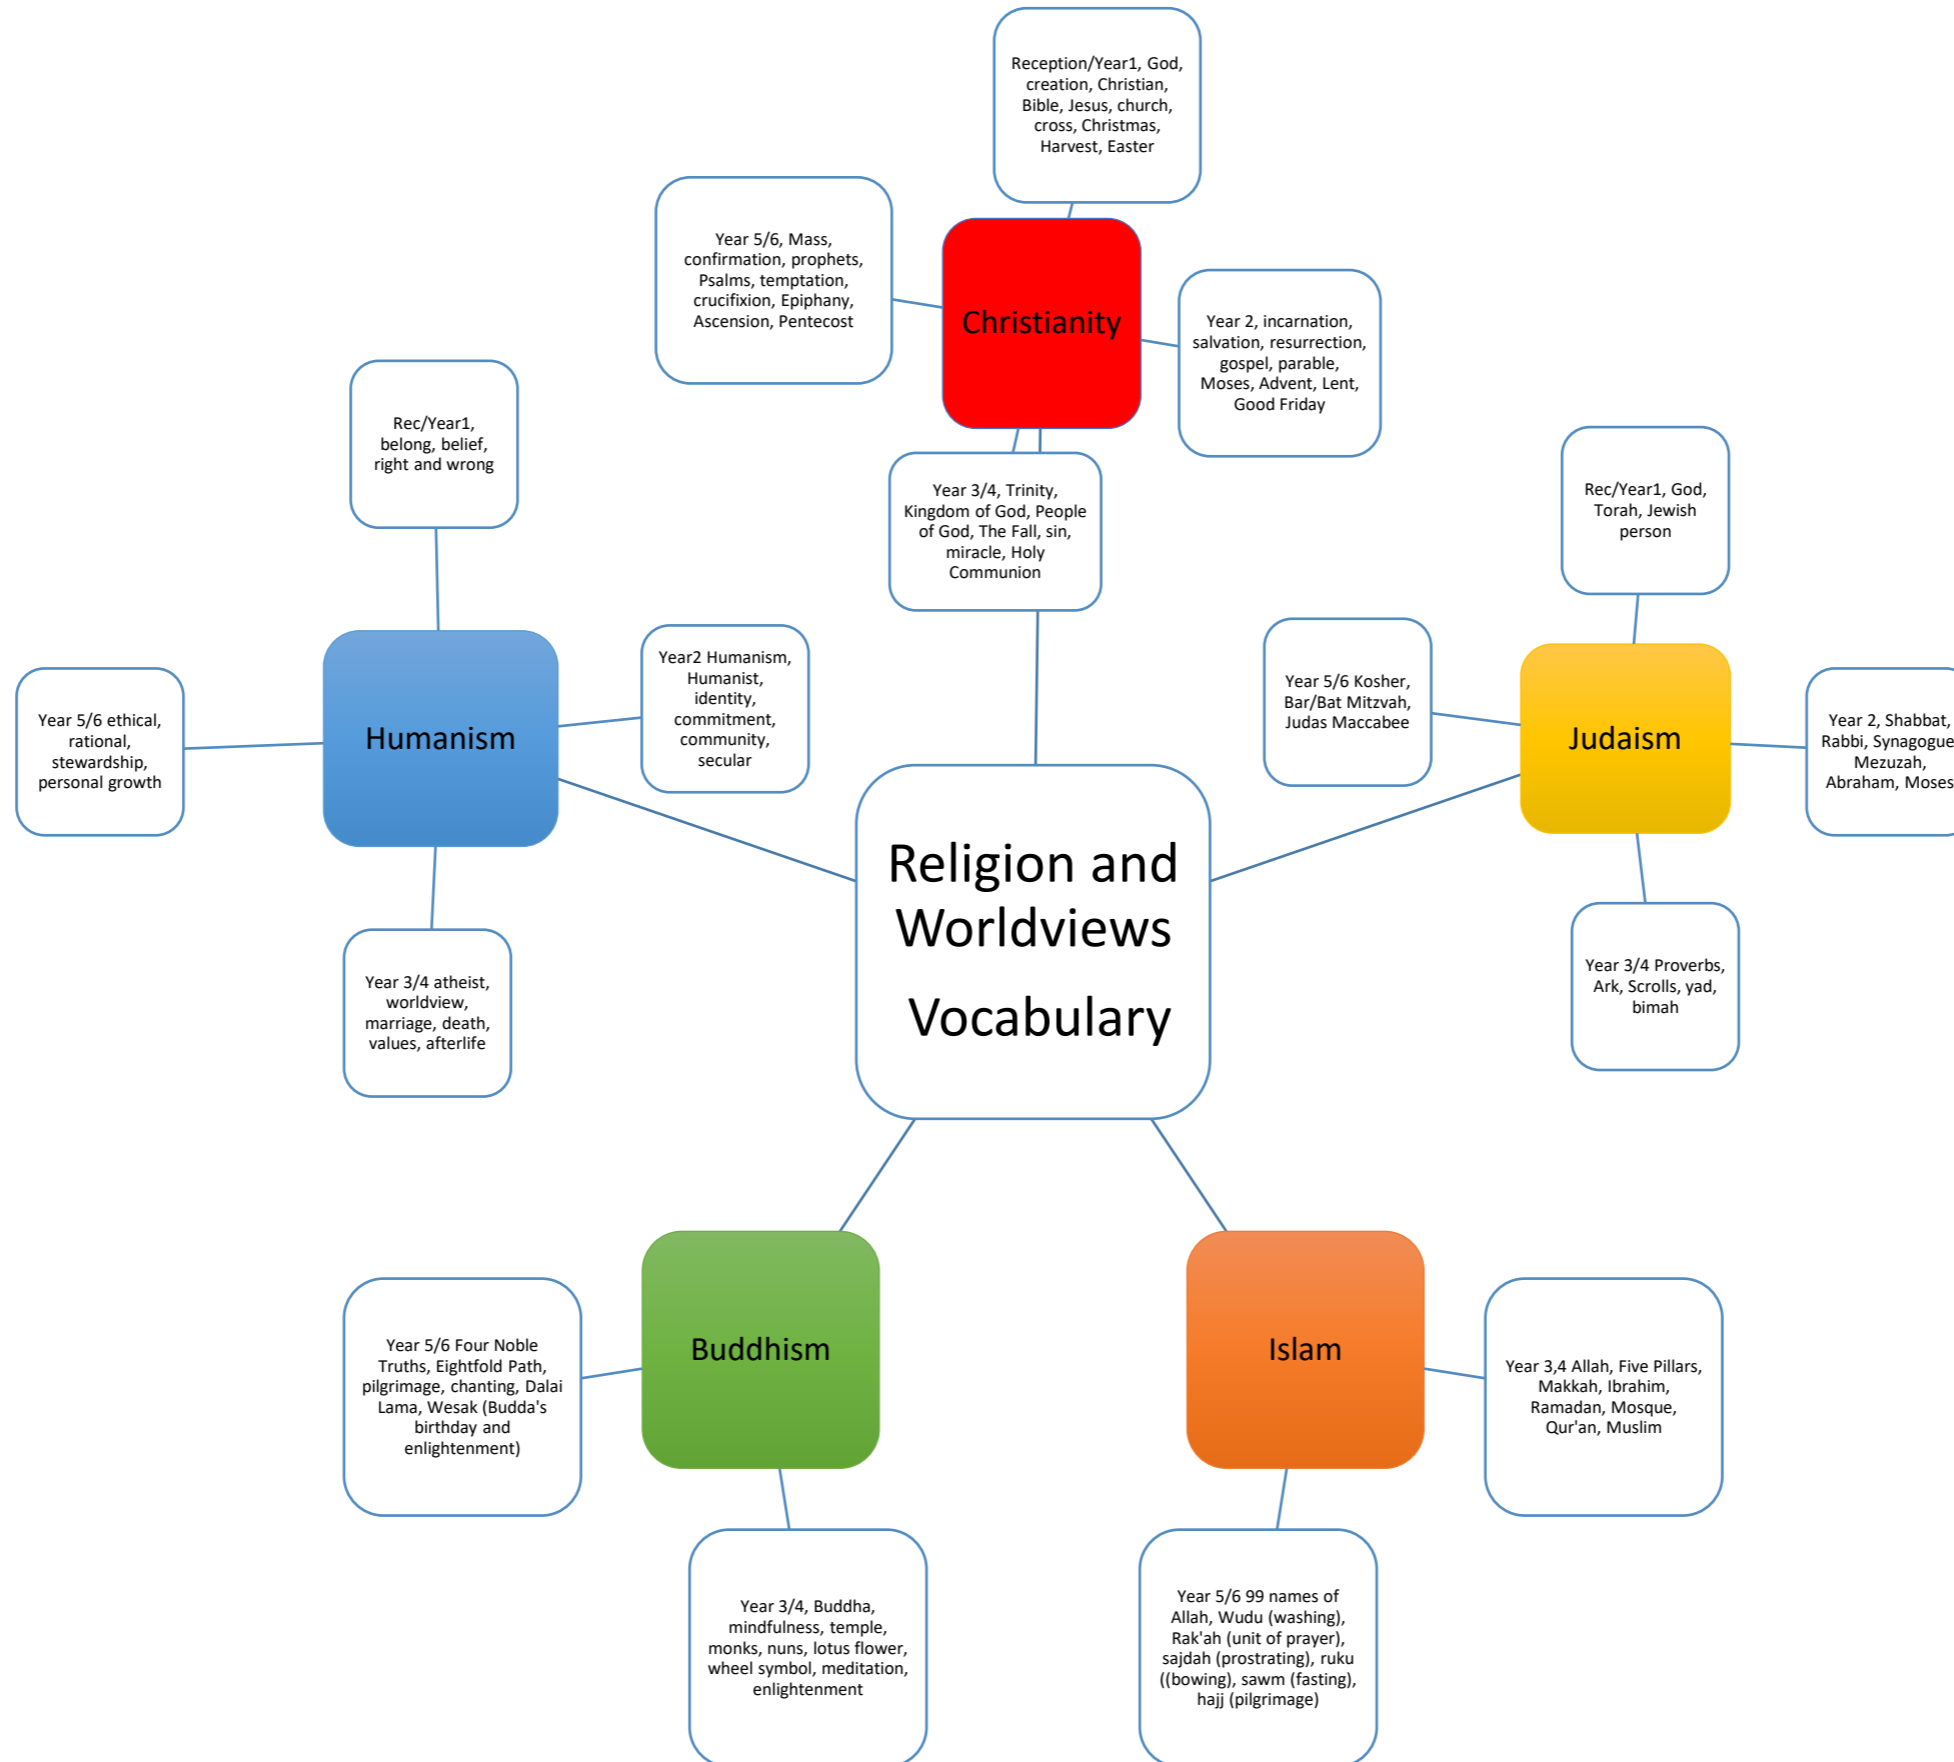 Reception/Year1, God,
creation, Christian,
Bible, Jesus, church,
cross, Christmas,
Harvest, Easter
Year 5/6, Mass,
confirmation, prophets,
Psalms, temptation,
crucifixion, Epiphany,
Ascension, Pentecost
Christianity
Year 2, incarnation,
salvation, resurrection,
gospel, parable,
Moses, Advent, Lent,
Good Friday
Year 3/4, Trinity,
Kingdom of God, People
of God, The Fall, sin,
miracle, Holy
Communion
Rec/Year1,
belong, belief,
right and wrong
Year 5/6 ethical,
rational,
stewardship,
personal growth
Humanism
Year2 Humanism,
Humanist,
identity,
commitment,
community,
secular
Year 3/4 atheist,
worldview,
marriage, death,
values, afterlife
Rec/Year1, God,
Torah, Jewish
person
Year 5/6 Kosher,
Bar/Bat Mitzvah,
Judas Maccabee
Judaism
Year 2, Shabbat,
Rabbi, Synagogue
Mezuzah,
Abraham, Moses
Year 3/4 Proverbs,
Ark, Scrolls, yad,
bimah
Religion and
Worldviews
Vocabulary
Buddhism
Year 5/6 Four Noble
Truths, Eightfold Path,
pilgrimage, chanting, Dalai
Lama, Wesak (Budda's
birthday and
enlightenment)
Year 3/4, Buddha,
mindfulness, temple,
monks, nuns, lotus flower,
wheel symbol, meditation,
enlightenment
Islam
Year 3,4 Allah, Five Pillars,
Makkah, Ibrahim,
Ramadan, Mosque,
Qur'an, Muslim
Year 5/6 99 names of
Allah, Wudu (washing),
Rak'ah (unit of prayer),
sajdah (prostrating), ruku
((bowing), sawm (fasting),
hajj (pilgrimage)